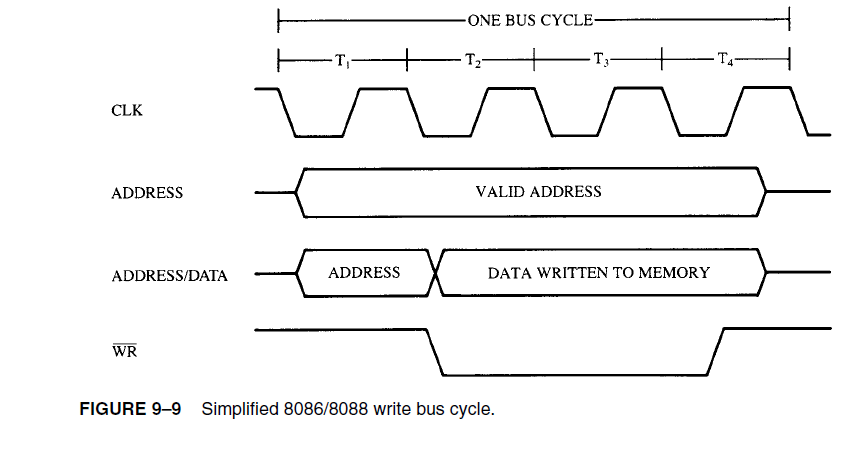 ONE BUS CYCLE
T₁ T₂ T₃ T₄
CLK
ADDRESS VALID ADDRESS
ADDRESS/DATA ADDRESS DATA WRITTEN TO MEMORY
W̅R̅
FIGURE 9–9 Simplified 8086/8088 write bus cycle.